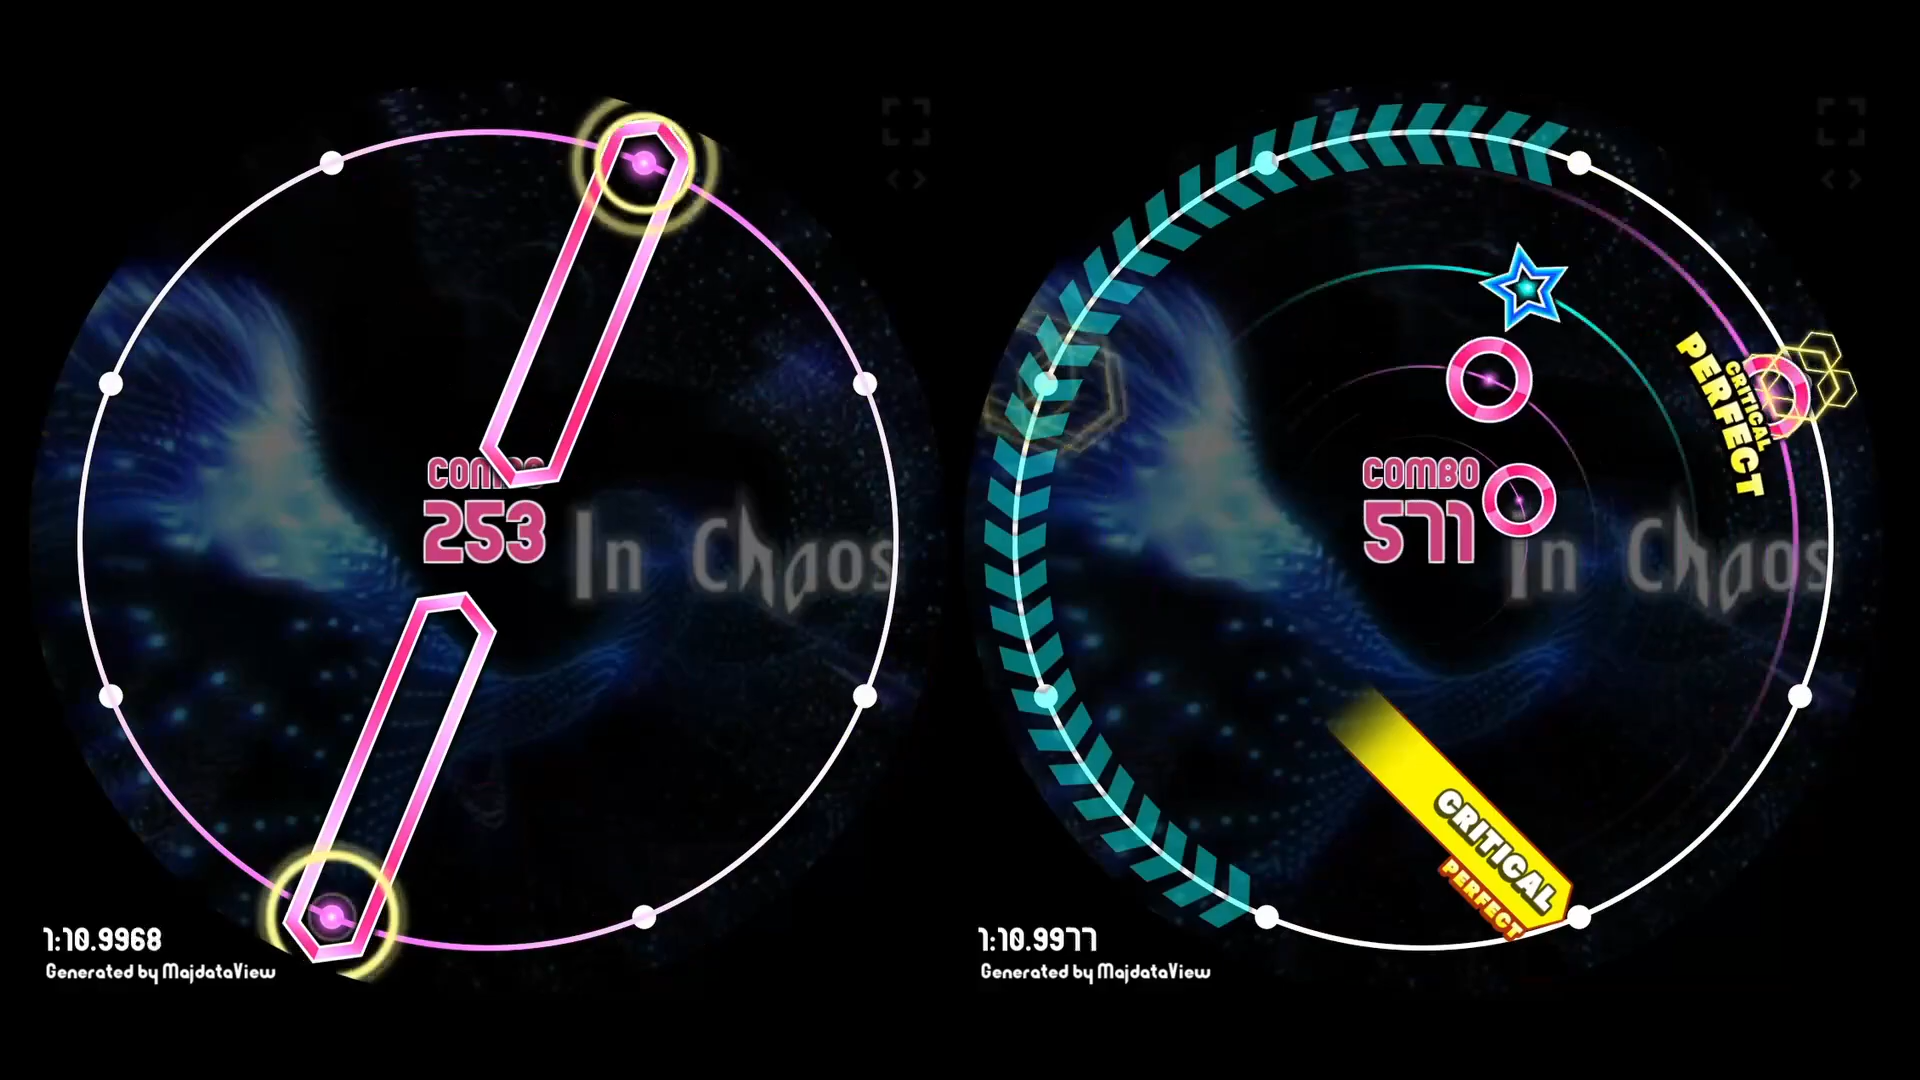 COMBO
253
In Chaos
1:10.9968
Generated by MajdataView
CRITICAL
PERFECT
COMBO
571
In Chaos
CRITICAL
PERFECT
1:10.9977
Generated by MajdataView